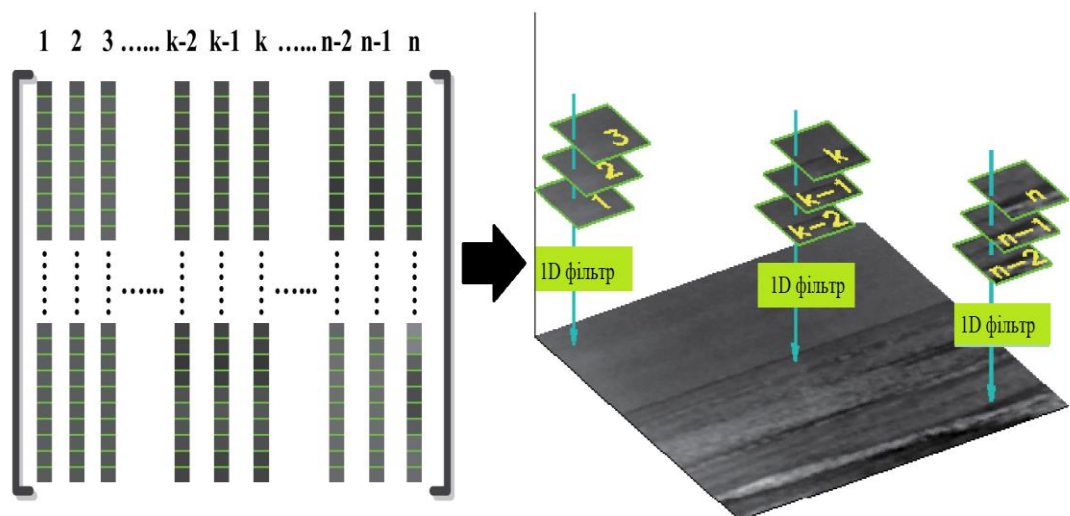 1 2 3 …... k-2 k-1 k …... n-2 n-1 n
3
2
1
1D фільтр
k
k-1
k-2
1D фільтр
n
n-1
n-2
1D фільтр